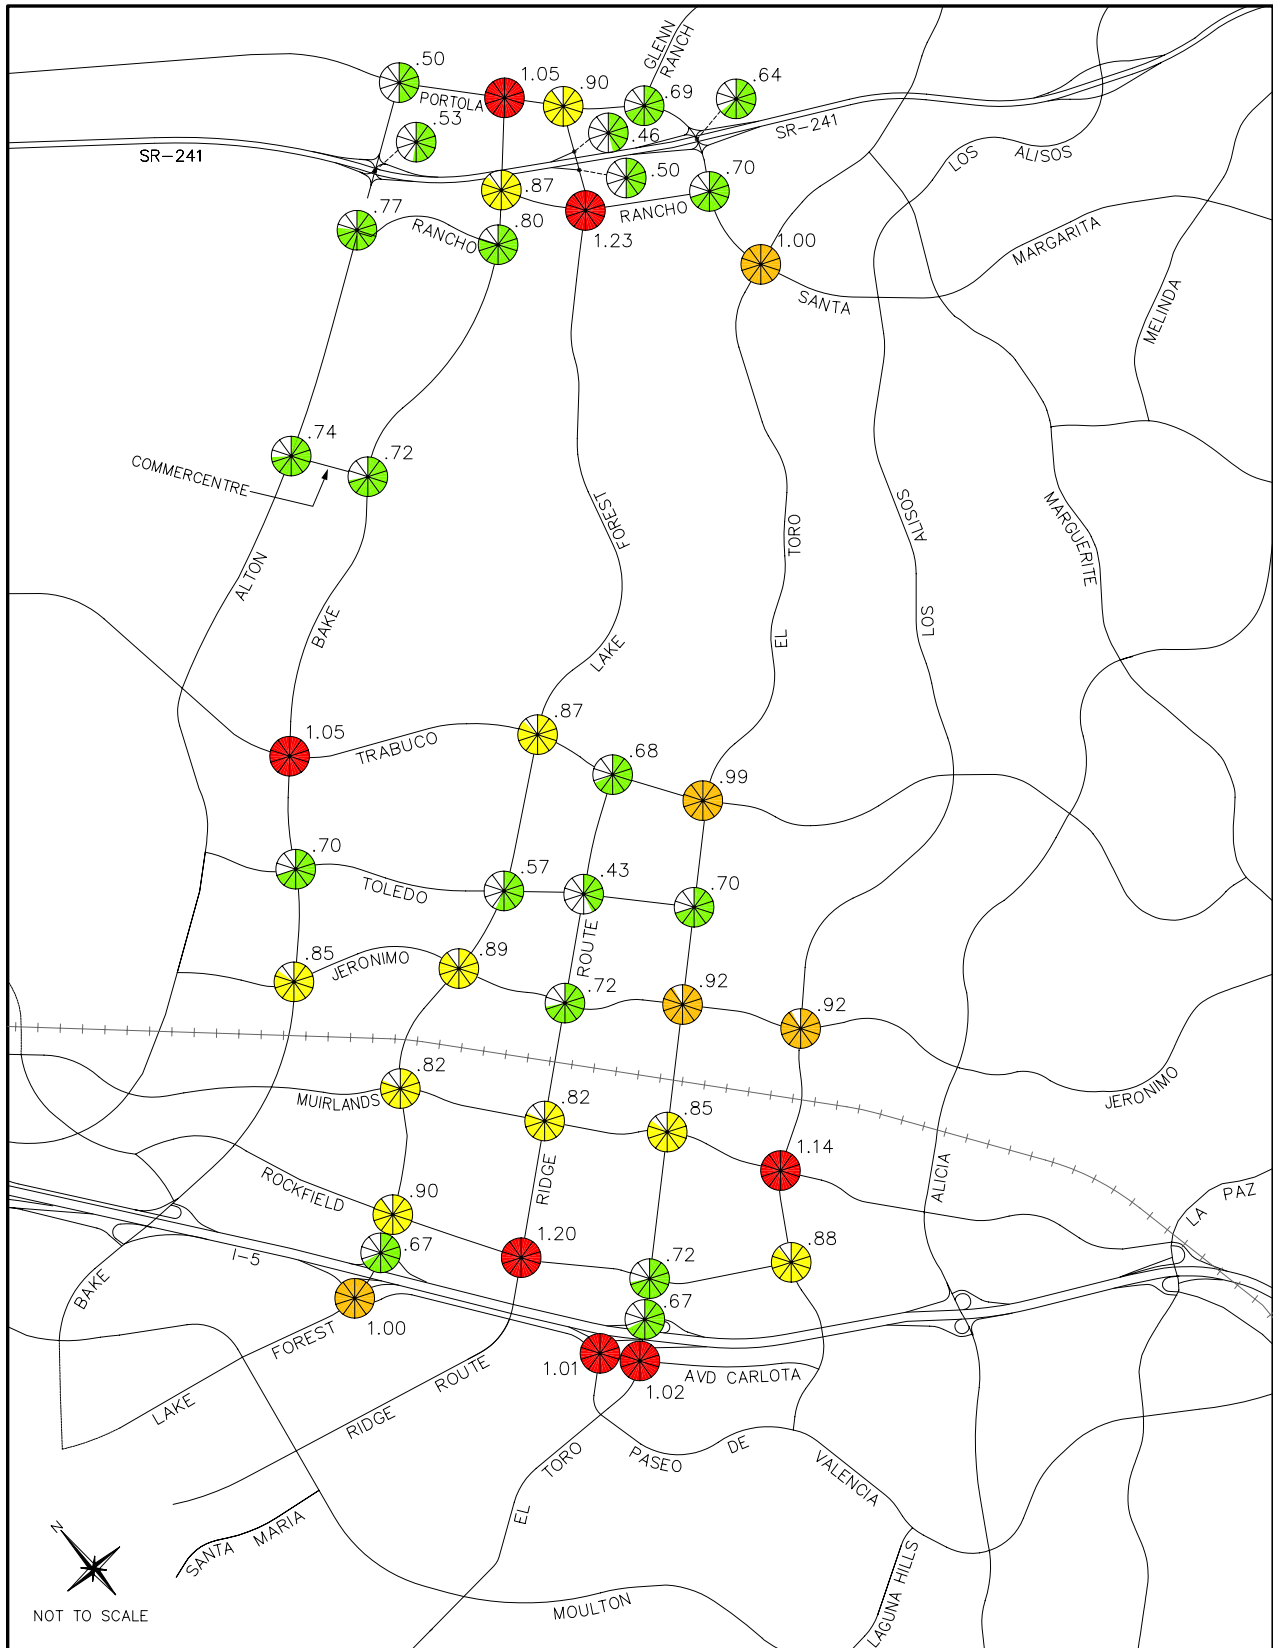 GLENN
RANCH
.50
1.05
.90
.69
.64
PORTOLA
.53
.46
SR-241
SR-241
LOS ALISOS
.87
.50
.70
.77
RANCHO
.80
RANCHO
1.23
1.00
SANTA MARGARITA
MELINDA
.74
.72
COMMERCENTRE
FOREST
TORO
ALISOS
MARGUERITE
ALTON
BAKE
LAKE
EL
LOS
1.05
TRABUCO
.87
.68
.99
.70
TOLEDO
.57
.43
.70
.85
JERONIMO
.89
ROUTE
.72
.92
.92
MUIRLANDS
.82
.82
.85
JERONIMO
1.14
ROCKFIELD
RIDGE
ALICIA
LA PAZ
.90
1.20
.88
I-5
.67
.72
BAKE
.67
FOREST
1.00
1.01
1.02
AVD CARLOTA
LAKE
RIDGE
ROUTE
EL
TORO
PASEO DE VALENCIA
SANTA MARIA
N
NOT TO SCALE
MOULTON
LAGUNA HILLS